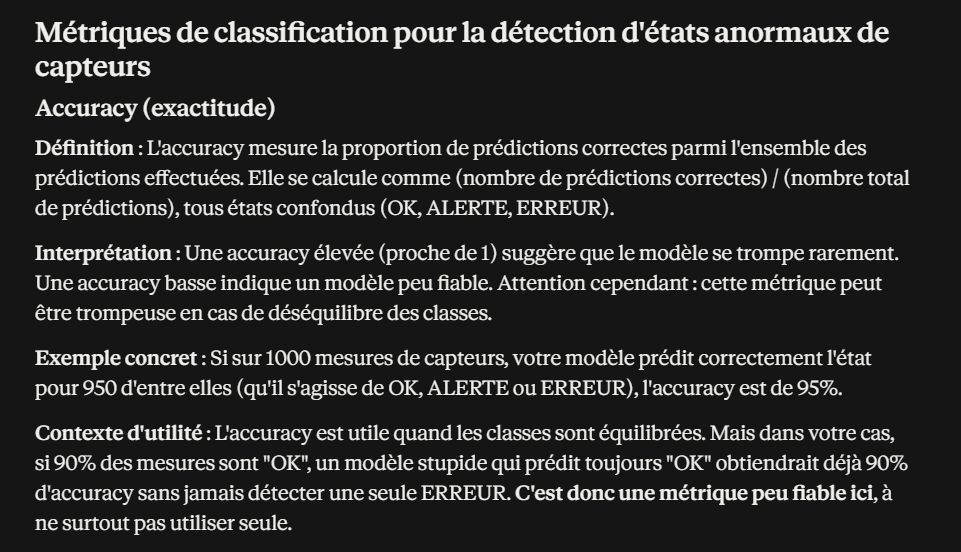 Métriques de classification pour la détection d'états anormaux de
capteurs
Accuracy (exactitude)
Définition : L'accuracy mesure la proportion de prédictions correctes parmi l'ensemble des
prédictions effectuées. Elle se calcule comme (nombre de prédictions correctes) / (nombre total
de prédictions), tous états confondus (OK, ALERTE, ERREUR).
Interprétation : Une accuracy élevée (proche de 1) suggère que le modèle se trompe rarement.
Une accuracy basse indique un modèle peu fiable. Attention cependant : cette métrique peut
être trompeuse en cas de déséquilibre des classes.
Exemple concret : Si sur 1000 mesures de capteurs, votre modèle prédit correctement l'état
pour 950 d'entre elles (qu'il s'agisse de OK, ALERTE ou ERREUR), l'accuracy est de 95%.
Contexte d'utilité : L'accuracy est utile quand les classes sont équilibrées. Mais dans votre cas,
si 90% des mesures sont "OK", un modèle stupide qui prédit toujours "OK" obtiendrait déjà 90%
d'accuracy sans jamais détecter une seule ERREUR. C'est donc une métrique peu fiable ici, à
ne surtout pas utiliser seule.